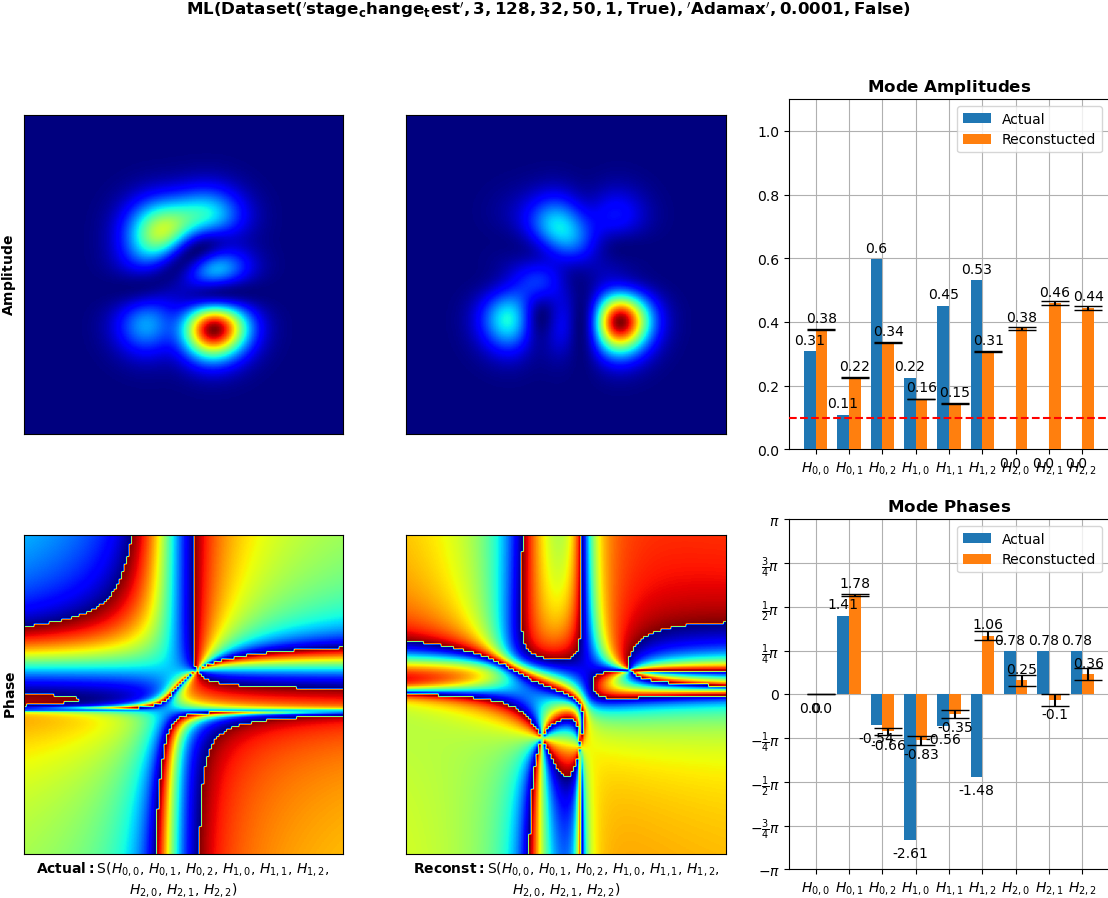 ML(Dataset('stage_change_test', 3, 128, 32, 50, 1, True), 'Adamax', 0.0001, False)
Amplitude
Mode Amplitudes
Actual
Reconstucted
1.0
0.8
0.6
0.4
0.2
0.0
0.31
0.38
0.11
0.22
0.6
0.34
0.22
0.16
0.45
0.15
0.53
0.31
0.0
0.38
0.0
0.46
0.0
0.44
H0,0 H0,1 H0,2 H1,0 H1,1 H1,2 H2,0 H2,1 H2,2
Phase
Actual: S(H0,0, H0,1, H0,2, H1,0, H1,1, H1,2,
H2,0, H2,1, H2,2)
Reconst: S(H0,0, H0,1, H0,2, H1,0, H1,1, H1,2,
H2,0, H2,1, H2,2)
Mode Phases
Actual
Reconstucted
π
3/4π
1/2π
1/4π
0
−1/4π
−1/2π
−3/4π
−π
0.0
0.0
1.41
1.78
-0.54
-0.66
-2.61
-0.83
-0.56
-0.35
-1.48
1.06
0.78
0.25
0.78
-0.1
0.78
0.36
H0,0 H0,1 H0,2 H1,0 H1,1 H1,2 H2,0 H2,1 H2,2